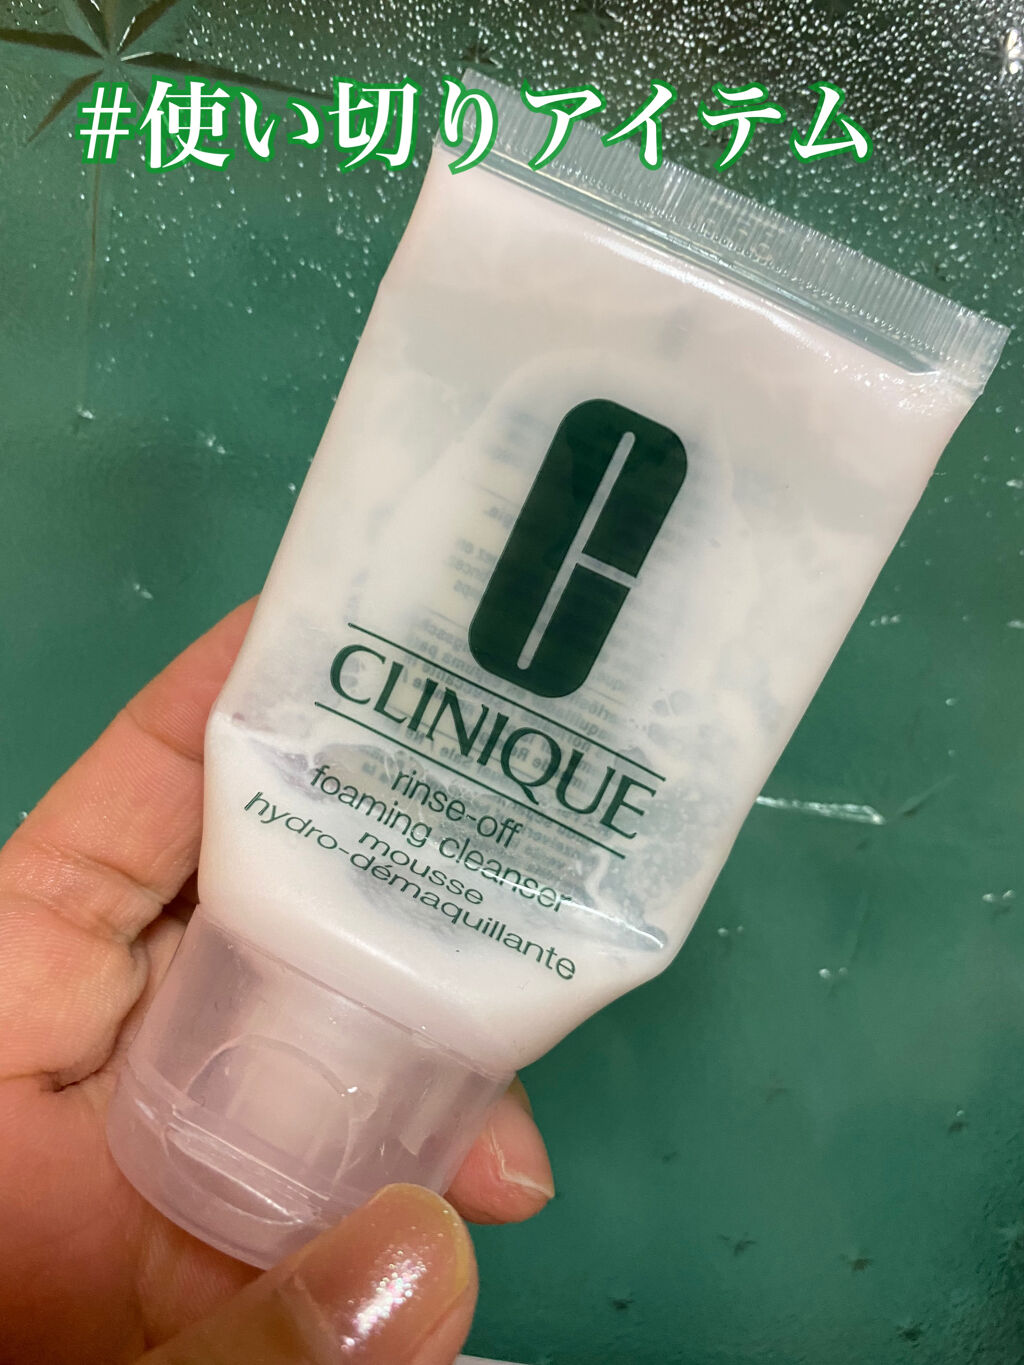 #使い切りアイテム
CLINIQUE
rinse-off
foaming cleanser
mousse
hydro-démaquillante